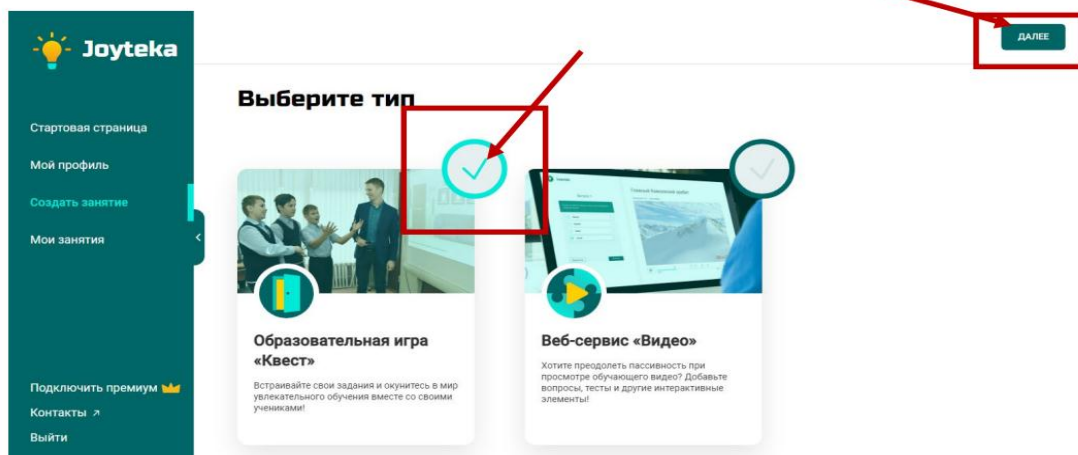 Joyteka
ДАЛЕЕ
Выберите тип
Стартовая страница
Мой профиль
Создать занятие
Мои занятия
Подключить премиум
Контакты
Выйти
Образовательная игра
«Квест»
Встраивайте свои задания и окунитесь в мир
увлекательного обучения вместе со своими
учениками!
Веб-сервис «Видео»
Хотите преодолеть пассивность при
просмотре обучающего видео? Добавьте
вопросы, тесты и другие интерактивные
элементы!